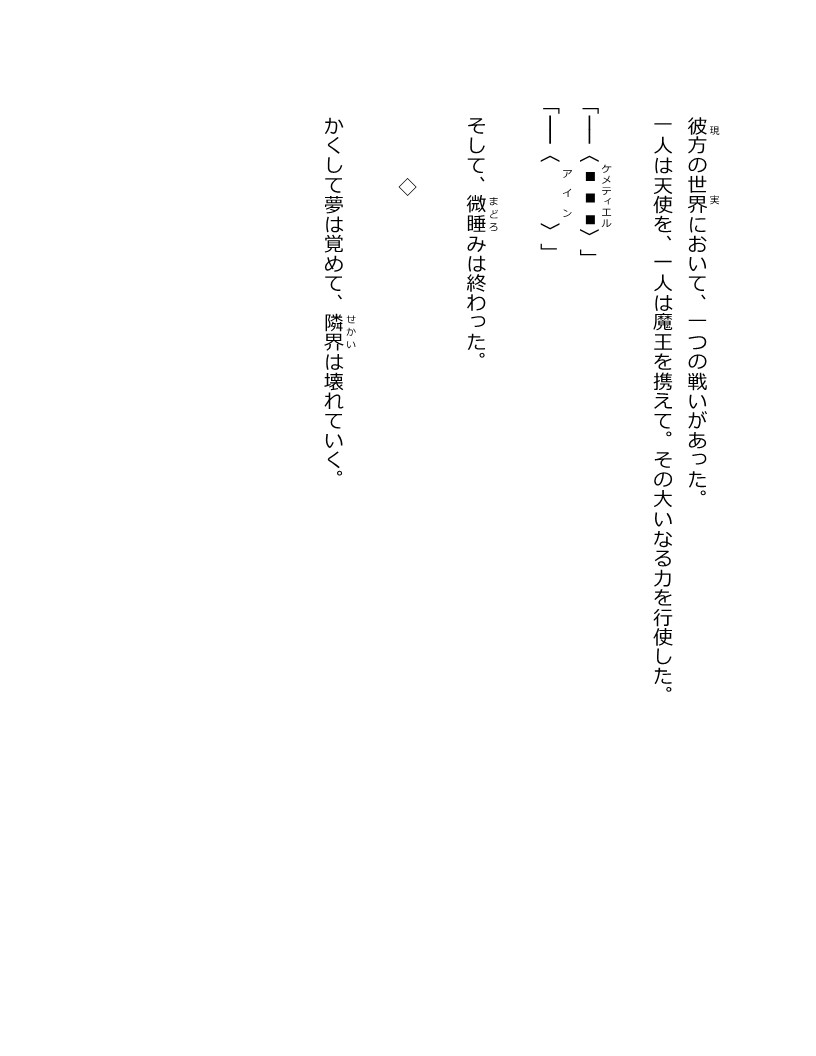 彼方の世界において、一つの戦いがあった。
現実
一人は天使を、一人は魔王を携えて。その大いなる力を行使した。
「――〈■■■〉」
ケメティエル
「――〈　　　〉」
アイン
そして、微睡みは終わった。
まどろ
◇
かくして夢は覚めて、隣界は壊れていく。
せかい